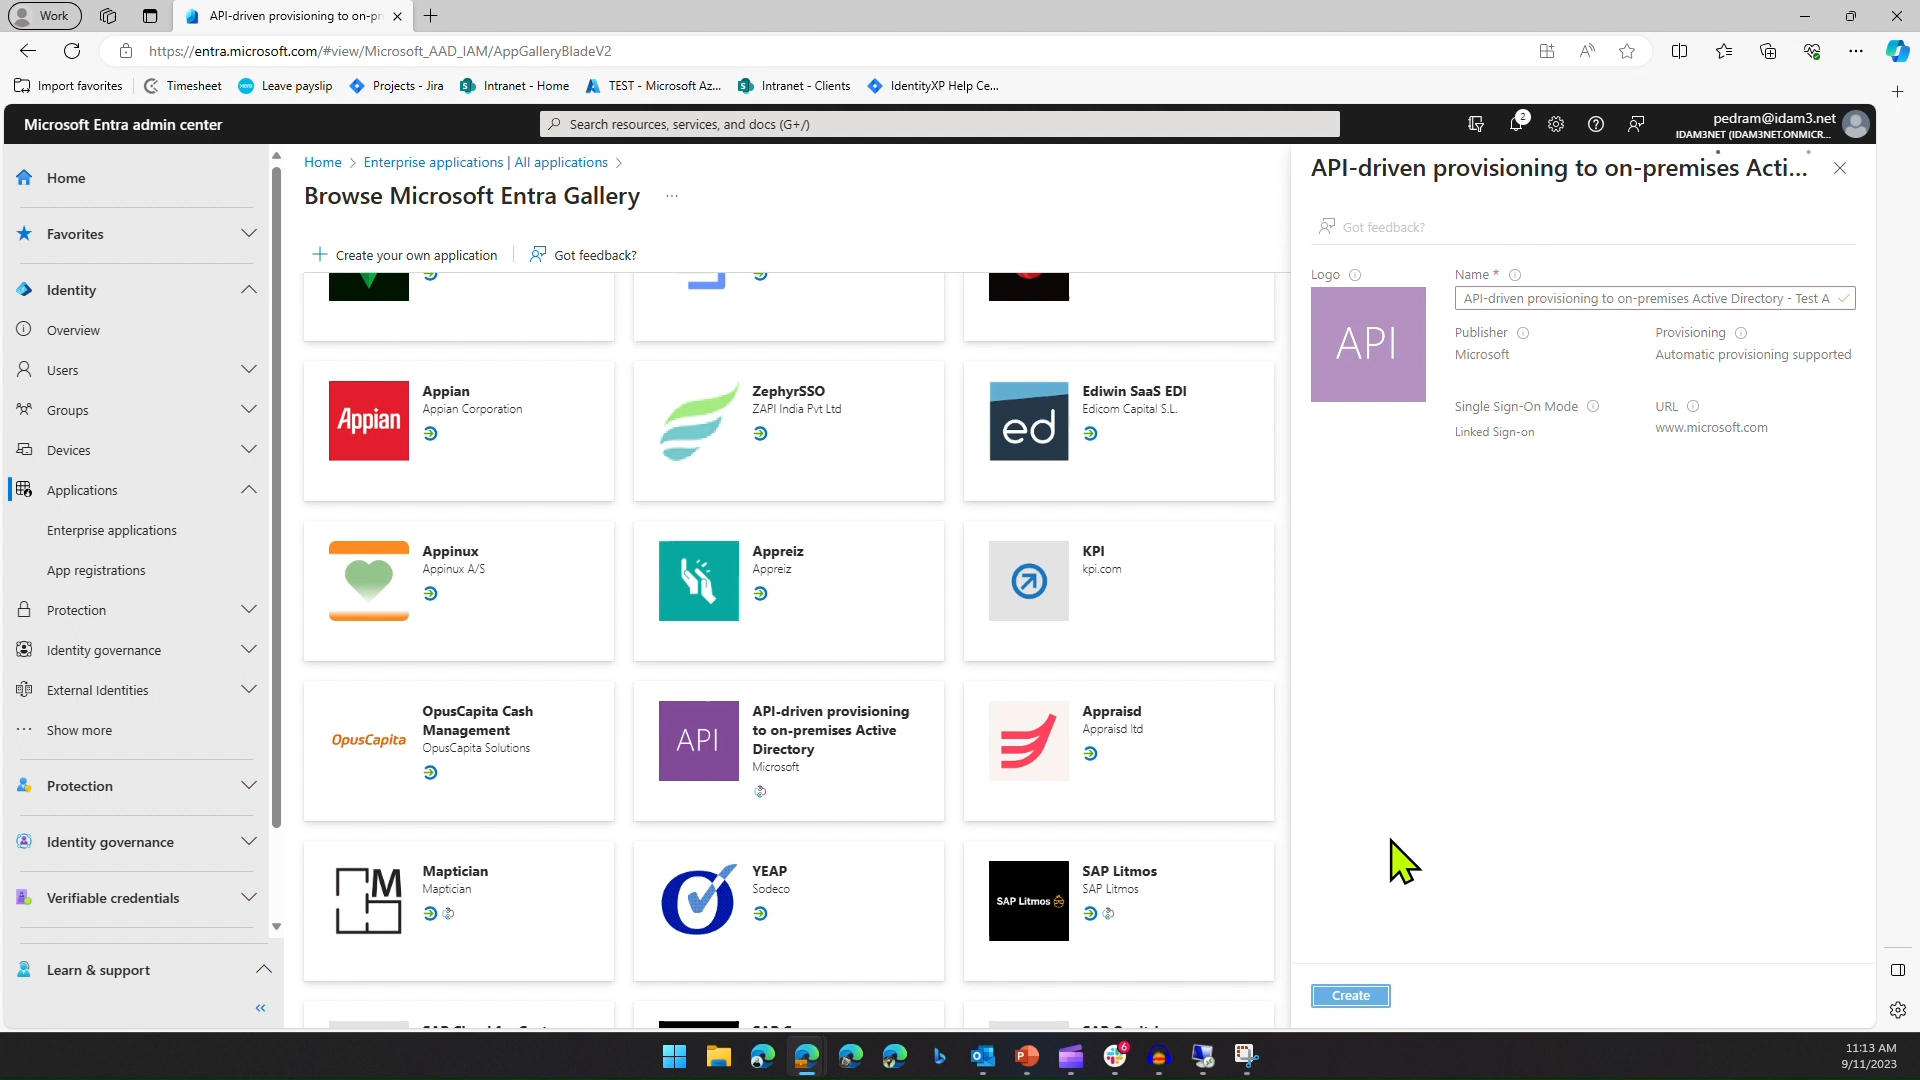 Work
API-driven provisioning to on-pr
https://entra.microsoft.com/#view/Microsoft_AAD_IAM/AppGalleryBladeV2
Import favorites
Timesheet
Leave payslip
Projects - Jira
Intranet - Home
TEST - Microsoft Az...
Intranet - Clients
IdentityXP Help Ce...
Microsoft Entra admin center
Search resources, services, and docs (G+/)
2
pedram@idam3.net
IDAM3NET (IDAM3NET.ONMICR...
Home
Favorites
Identity
Overview
Users
Groups
Devices
Applications
Enterprise applications
App registrations
Protection
Identity governance
External Identities
Show more
Protection
Identity governance
Verifiable credentials
Learn & support
Home > Enterprise applications | All applications >
Browse Microsoft Entra Gallery ...
Create your own application
Got feedback?
Appian
Appian
Appian Corporation
ZephyrSSO
ZAPI India Pvt Ltd
ed
Ediwin SaaS EDI
Edicom Capital S.L.
Appinux
Appinux A/S
Appreiz
Appreiz
KPI
kpi.com
OpusCapita
OpusCapita Cash
Management
OpusCapita Solutions
API
API-driven provisioning
to on-premises Active
Directory
Microsoft
Appraisd
Appraisd ltd
M
Maptician
Maptician
YEAP
Sodeco
SAP Litmos
SAP Litmos
SAP Litmos
API-driven provisioning to on-premises Acti...
Got feedback?
Logo
API
Name *
API-driven provisioning to on-premises Active Directory - Test A
Publisher
Microsoft
Provisioning
Automatic provisioning supported
Single Sign-On Mode
Linked Sign-on
URL
www.microsoft.com
Create
6
11:13 AM
9/11/2023